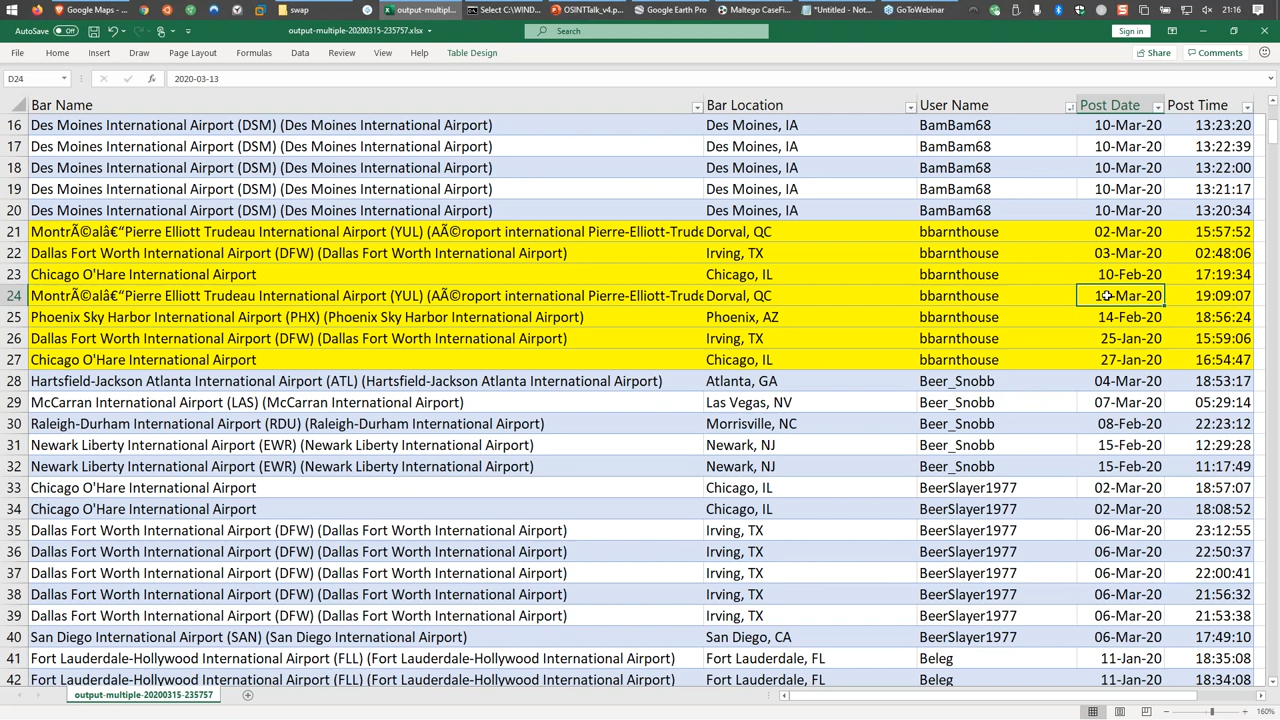 Google Maps - ...
swap
output-multipl...
Select C:\WIND...
OSINTTalk_v4.p...
Google Earth Pro
Maltego CaseFi...
*Untitled - Not...
GoToWebinar
21:16
AutoSave Off
output-multiple-20200315-235757.xlsx
Search
Sign in
File Home Insert Draw Page Layout Formulas Data Review View Help Table Design
Share Comments
D24 fx 2020-03-13
Bar Name Bar Location User Name Post Date Post Time
16 Des Moines International Airport (DSM) (Des Moines International Airport) Des Moines, IA BamBam68 10-Mar-20 13:23:20
17 Des Moines International Airport (DSM) (Des Moines International Airport) Des Moines, IA BamBam68 10-Mar-20 13:22:39
18 Des Moines International Airport (DSM) (Des Moines International Airport) Des Moines, IA BamBam68 10-Mar-20 13:22:00
19 Des Moines International Airport (DSM) (Des Moines International Airport) Des Moines, IA BamBam68 10-Mar-20 13:21:17
20 Des Moines International Airport (DSM) (Des Moines International Airport) Des Moines, IA BamBam68 10-Mar-20 13:20:34
21 MontrÃ©alâ€“Pierre Elliott Trudeau International Airport (YUL) (AÃ©roport international Pierre-Elliott-Trude Dorval, QC bbarnthouse 02-Mar-20 15:57:52
22 Dallas Fort Worth International Airport (DFW) (Dallas Fort Worth International Airport) Irving, TX bbarnthouse 03-Mar-20 02:48:06
23 Chicago O'Hare International Airport Chicago, IL bbarnthouse 10-Feb-20 17:19:34
24 MontrÃ©alâ€“Pierre Elliott Trudeau International Airport (YUL) (AÃ©roport international Pierre-Elliott-Trude Dorval, QC bbarnthouse 13-Mar-20 19:09:07
25 Phoenix Sky Harbor International Airport (PHX) (Phoenix Sky Harbor International Airport) Phoenix, AZ bbarnthouse 14-Feb-20 18:56:24
26 Dallas Fort Worth International Airport (DFW) (Dallas Fort Worth International Airport) Irving, TX bbarnthouse 25-Jan-20 15:59:06
27 Chicago O'Hare International Airport Chicago, IL bbarnthouse 27-Jan-20 16:54:47
28 Hartsfield-Jackson Atlanta International Airport (ATL) (Hartsfield-Jackson Atlanta International Airport) Atlanta, GA Beer_Snobb 04-Mar-20 18:53:17
29 McCarran International Airport (LAS) (McCarran International Airport) Las Vegas, NV Beer_Snobb 07-Mar-20 05:29:14
30 Raleigh-Durham International Airport (RDU) (Raleigh-Durham International Airport) Morrisville, NC Beer_Snobb 08-Feb-20 22:23:12
31 Newark Liberty International Airport (EWR) (Newark Liberty International Airport) Newark, NJ Beer_Snobb 15-Feb-20 12:29:28
32 Newark Liberty International Airport (EWR) (Newark Liberty International Airport) Newark, NJ Beer_Snobb 15-Feb-20 11:17:49
33 Chicago O'Hare International Airport Chicago, IL BeerSlayer1977 02-Mar-20 18:57:07
34 Chicago O'Hare International Airport Chicago, IL BeerSlayer1977 02-Mar-20 18:08:52
35 Dallas Fort Worth International Airport (DFW) (Dallas Fort Worth International Airport) Irving, TX BeerSlayer1977 06-Mar-20 23:12:55
36 Dallas Fort Worth International Airport (DFW) (Dallas Fort Worth International Airport) Irving, TX BeerSlayer1977 06-Mar-20 22:50:37
37 Dallas Fort Worth International Airport (DFW) (Dallas Fort Worth International Airport) Irving, TX BeerSlayer1977 06-Mar-20 22:00:41
38 Dallas Fort Worth International Airport (DFW) (Dallas Fort Worth International Airport) Irving, TX BeerSlayer1977 06-Mar-20 21:56:32
39 Dallas Fort Worth International Airport (DFW) (Dallas Fort Worth International Airport) Irving, TX BeerSlayer1977 06-Mar-20 21:53:38
40 San Diego International Airport (SAN) (San Diego International Airport) San Diego, CA BeerSlayer1977 06-Mar-20 17:49:10
41 Fort Lauderdale-Hollywood International Airport (FLL) (Fort Lauderdale-Hollywood International Airport) Fort Lauderdale, FL Beleg 11-Jan-20 18:35:08
42 Fort Lauderdale-Hollywood International Airport (FLL) (Fort Lauderdale-Hollywood International Airport) Fort Lauderdale, FL Beleg 11-Jan-20 18:34:08
output-multiple-20200315-235757
160%